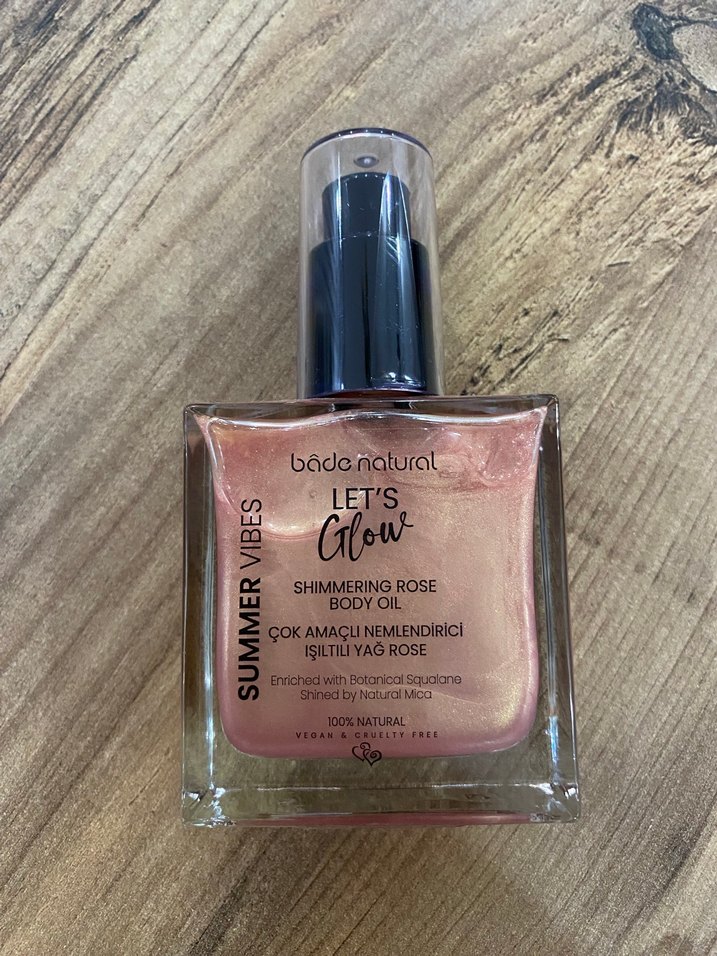 bâde natural
LET'S
Glow
SUMMER VIBES
SHIMMERING ROSE
BODY OIL
ÇOK AMAÇLI NEMLENDİRİCİ
IŞILTILI YAĞ ROSE
Enriched with Botanical Squalane
Shined by Natural Mica
100% NATURAL
VEGAN & CRUELTY FREE